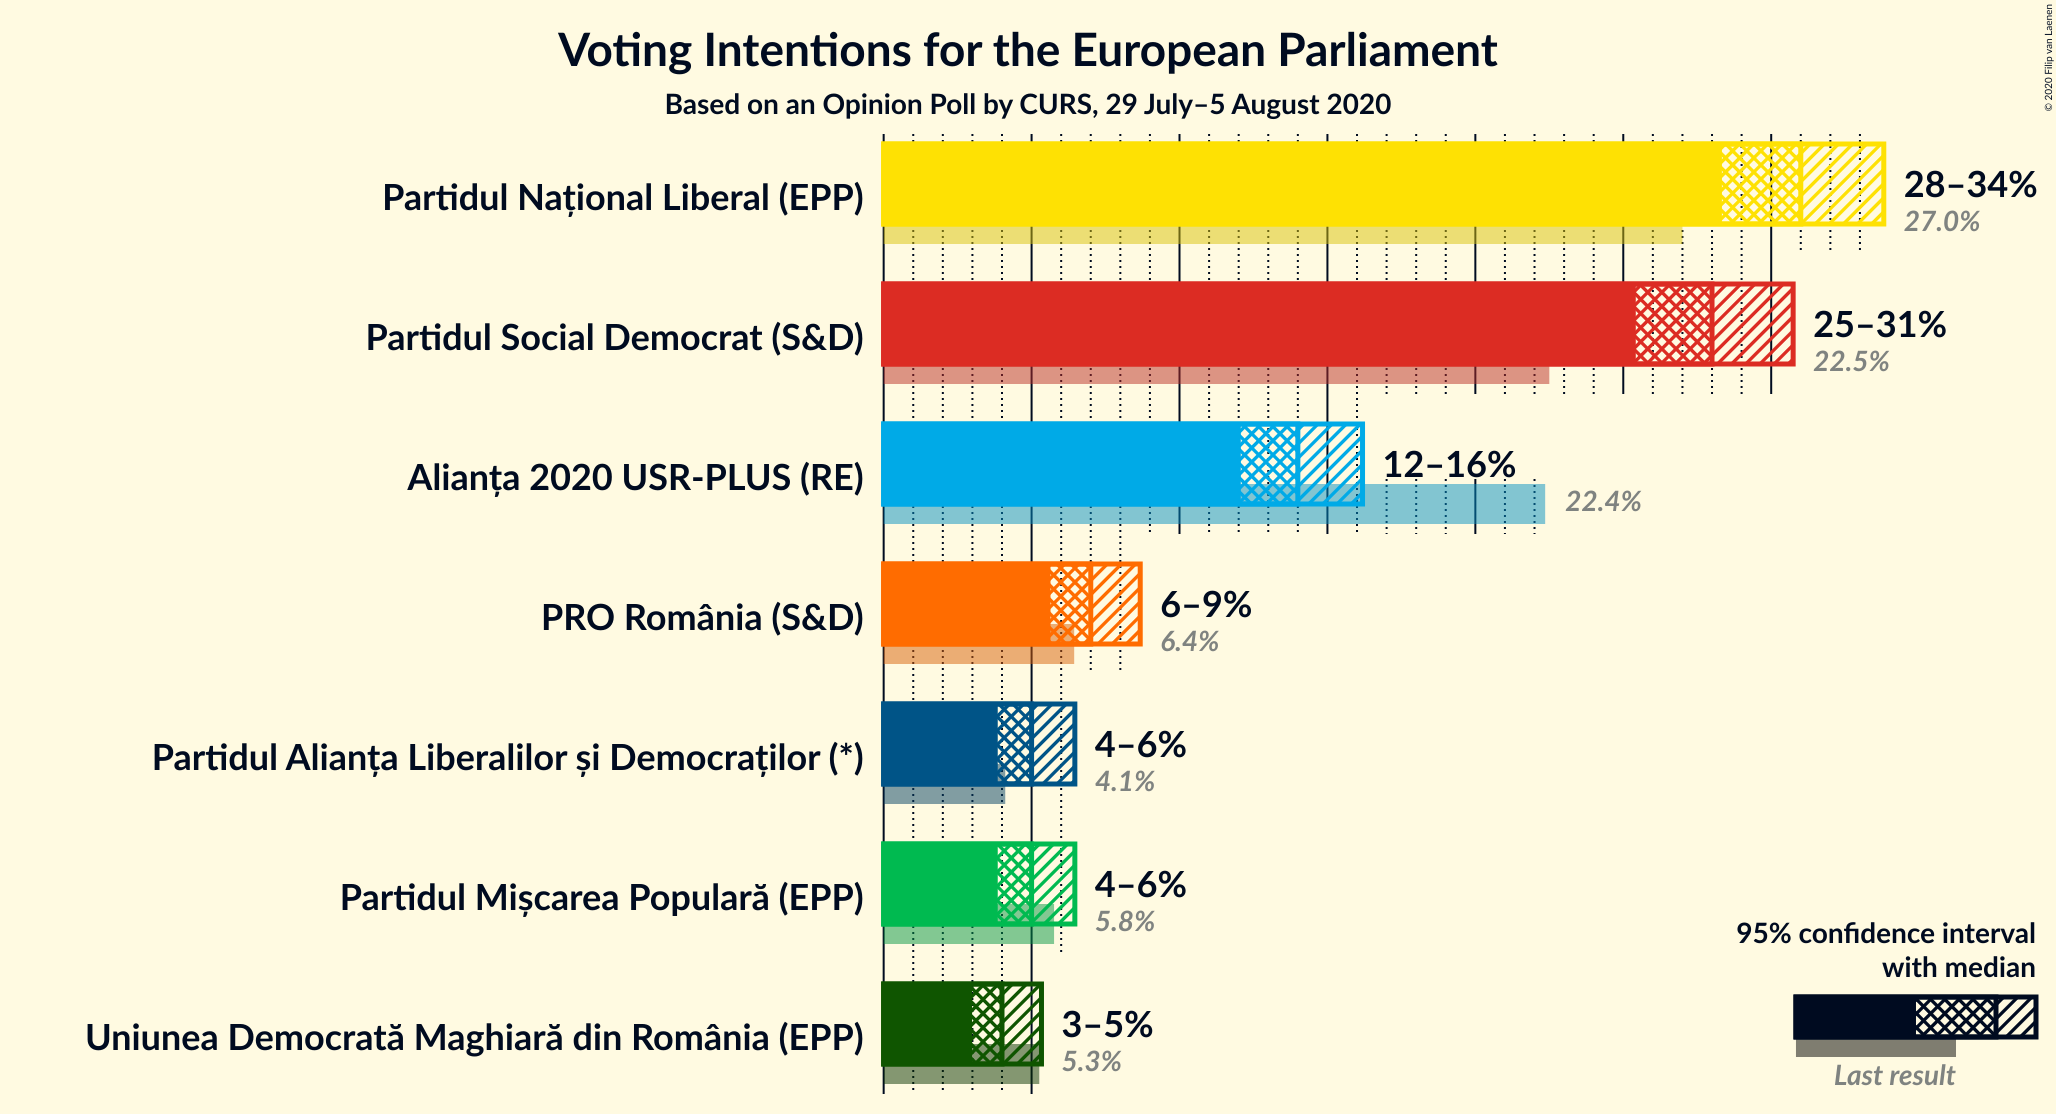 Voting Intentions for the European Parliament
Based on an Opinion Poll by CURS, 29 July–5 August 2020
© 2020 Filip van Laenen
Partidul Național Liberal (EPP)
28–34%
27.0%
Partidul Social Democrat (S&D)
25–31%
22.5%
Alianța 2020 USR-PLUS (RE)
12–16%
22.4%
PRO România (S&D)
6–9%
6.4%
Partidul Alianța Liberalilor și Democraților (*)
4–6%
4.1%
Partidul Mișcarea Populară (EPP)
4–6%
5.8%
Uniunea Democrată Maghiară din România (EPP)
3–5%
5.3%
95% confidence interval
with median
Last result